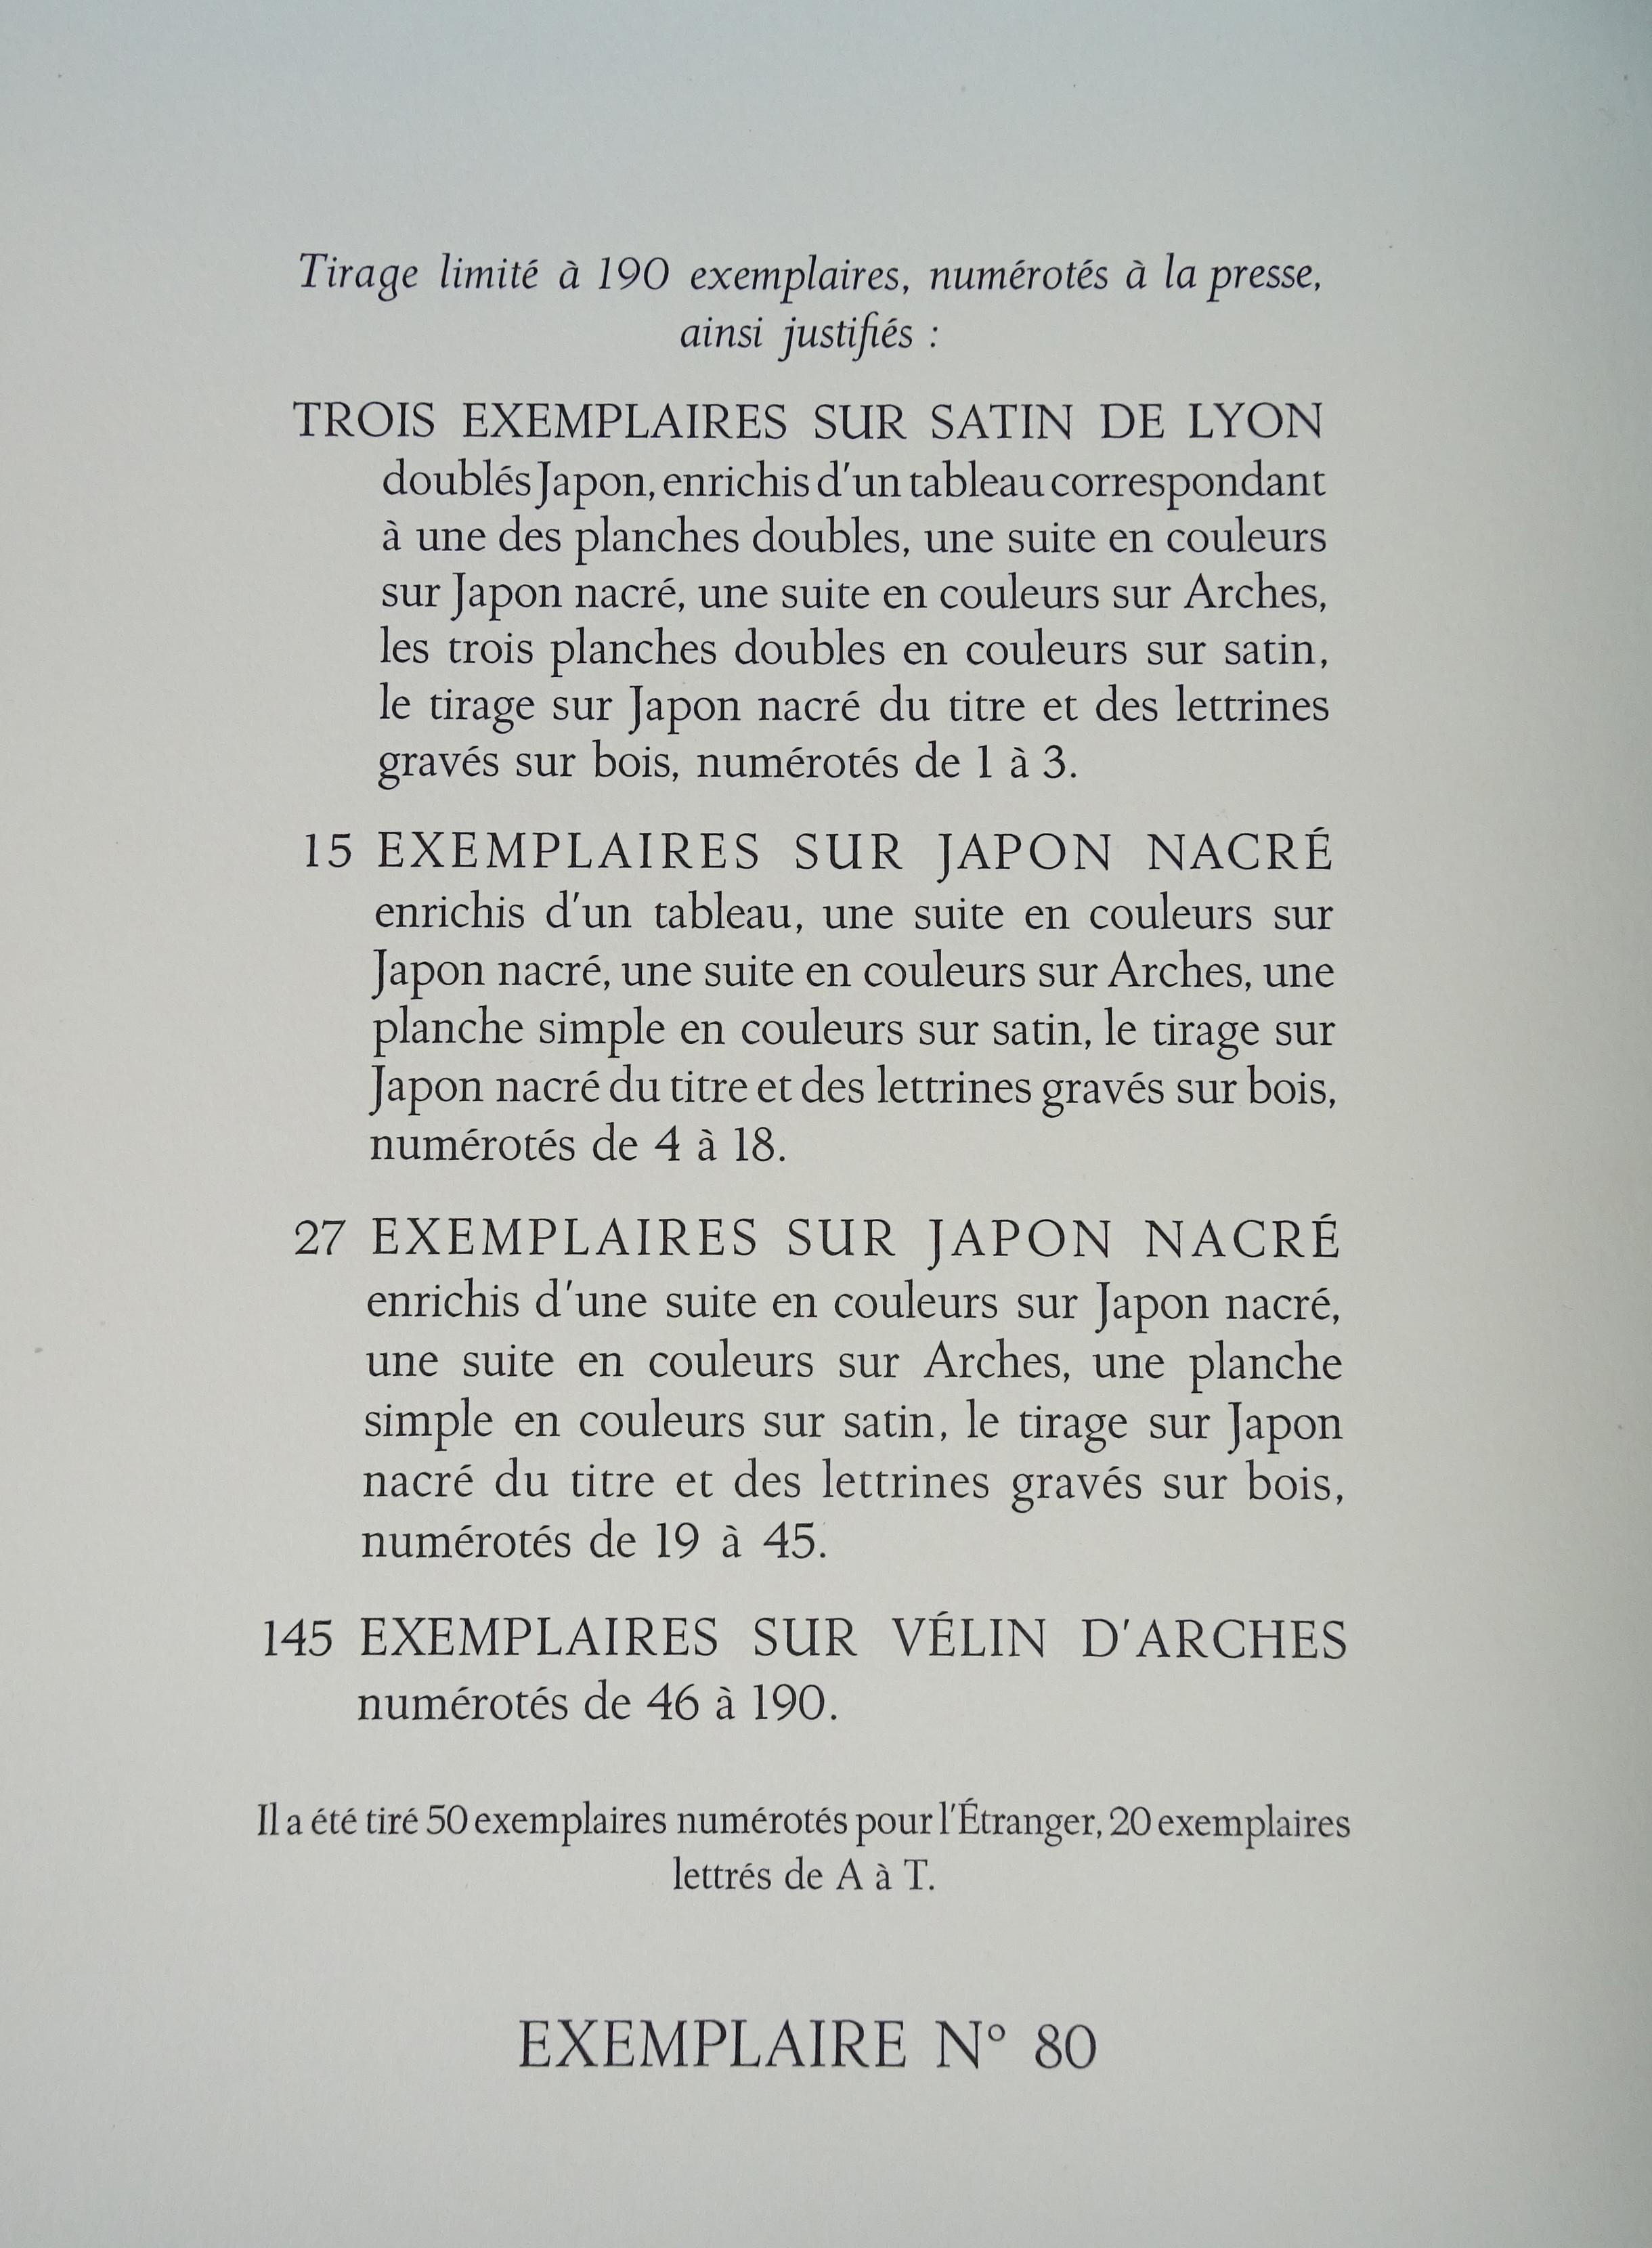 Tirage limité à 190 exemplaires, numérotés à la presse,
ainsi justifiés :
TROIS EXEMPLAIRES SUR SATIN DE LYON
doublés Japon, enrichis d'un tableau correspondant
à une des planches doubles, une suite en couleurs
sur Japon nacré, une suite en couleurs sur Arches,
les trois planches doubles en couleurs sur satin,
le tirage sur Japon nacré du titre et des lettrines
gravés sur bois, numérotés de 1 à 3.
15 EXEMPLAIRES SUR JAPON NACRÉ
enrichis d'un tableau, une suite en couleurs sur
Japon nacré, une suite en couleurs sur Arches, une
planche simple en couleurs sur satin, le tirage sur
Japon nacré du titre et des lettrines gravés sur bois,
numérotés de 4 à 18.
27 EXEMPLAIRES SUR JAPON NACRÉ
enrichis d'une suite en couleurs sur Japon nacré,
une suite en couleurs sur Arches, une planche
simple en couleurs sur satin, le tirage sur Japon
nacré du titre et des lettrines gravés sur bois,
numérotés de 19 à 45.
145 EXEMPLAIRES SUR VÉLIN D'ARCHES
numérotés de 46 à 190.
Il a été tiré 50 exemplaires numérotés pour l'Étranger, 20 exemplaires
lettrés de A à T.
EXEMPLAIRE N° 80